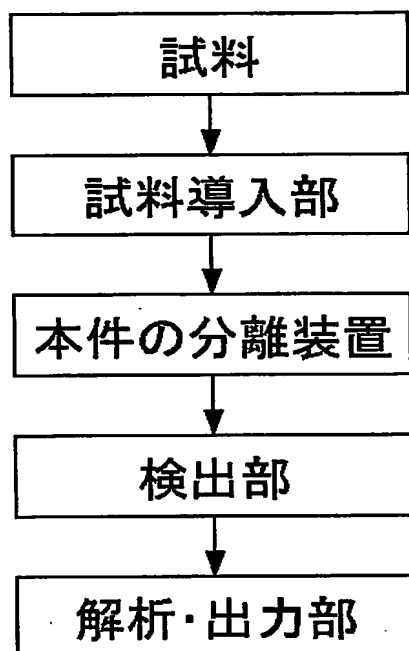 試料
試料導入部
本件の分離装置
検出部
解析・出力部